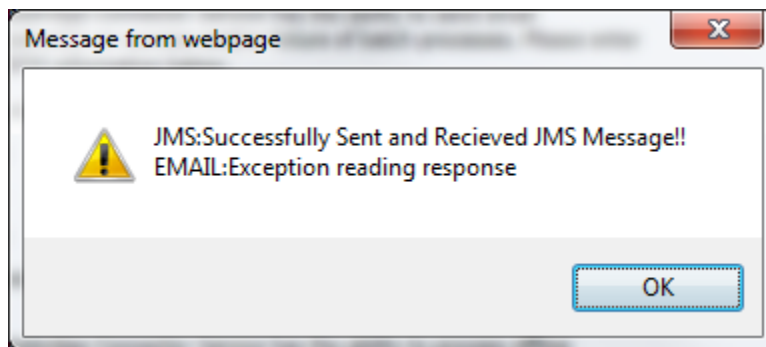 Message from webpage
JMS:Successfully Sent and Recieved JMS Message!!
EMAIL:Exception reading response
OK